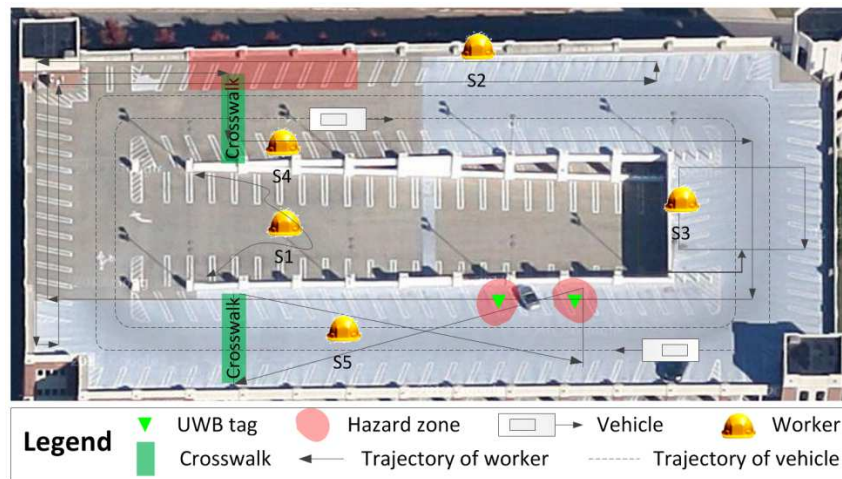 S2
Crosswalk
S4
S3
S1
Crosswalk
S5
Legend
UWB tag
Hazard zone
Vehicle
Worker
Crosswalk
Trajectory of worker
Trajectory of vehicle